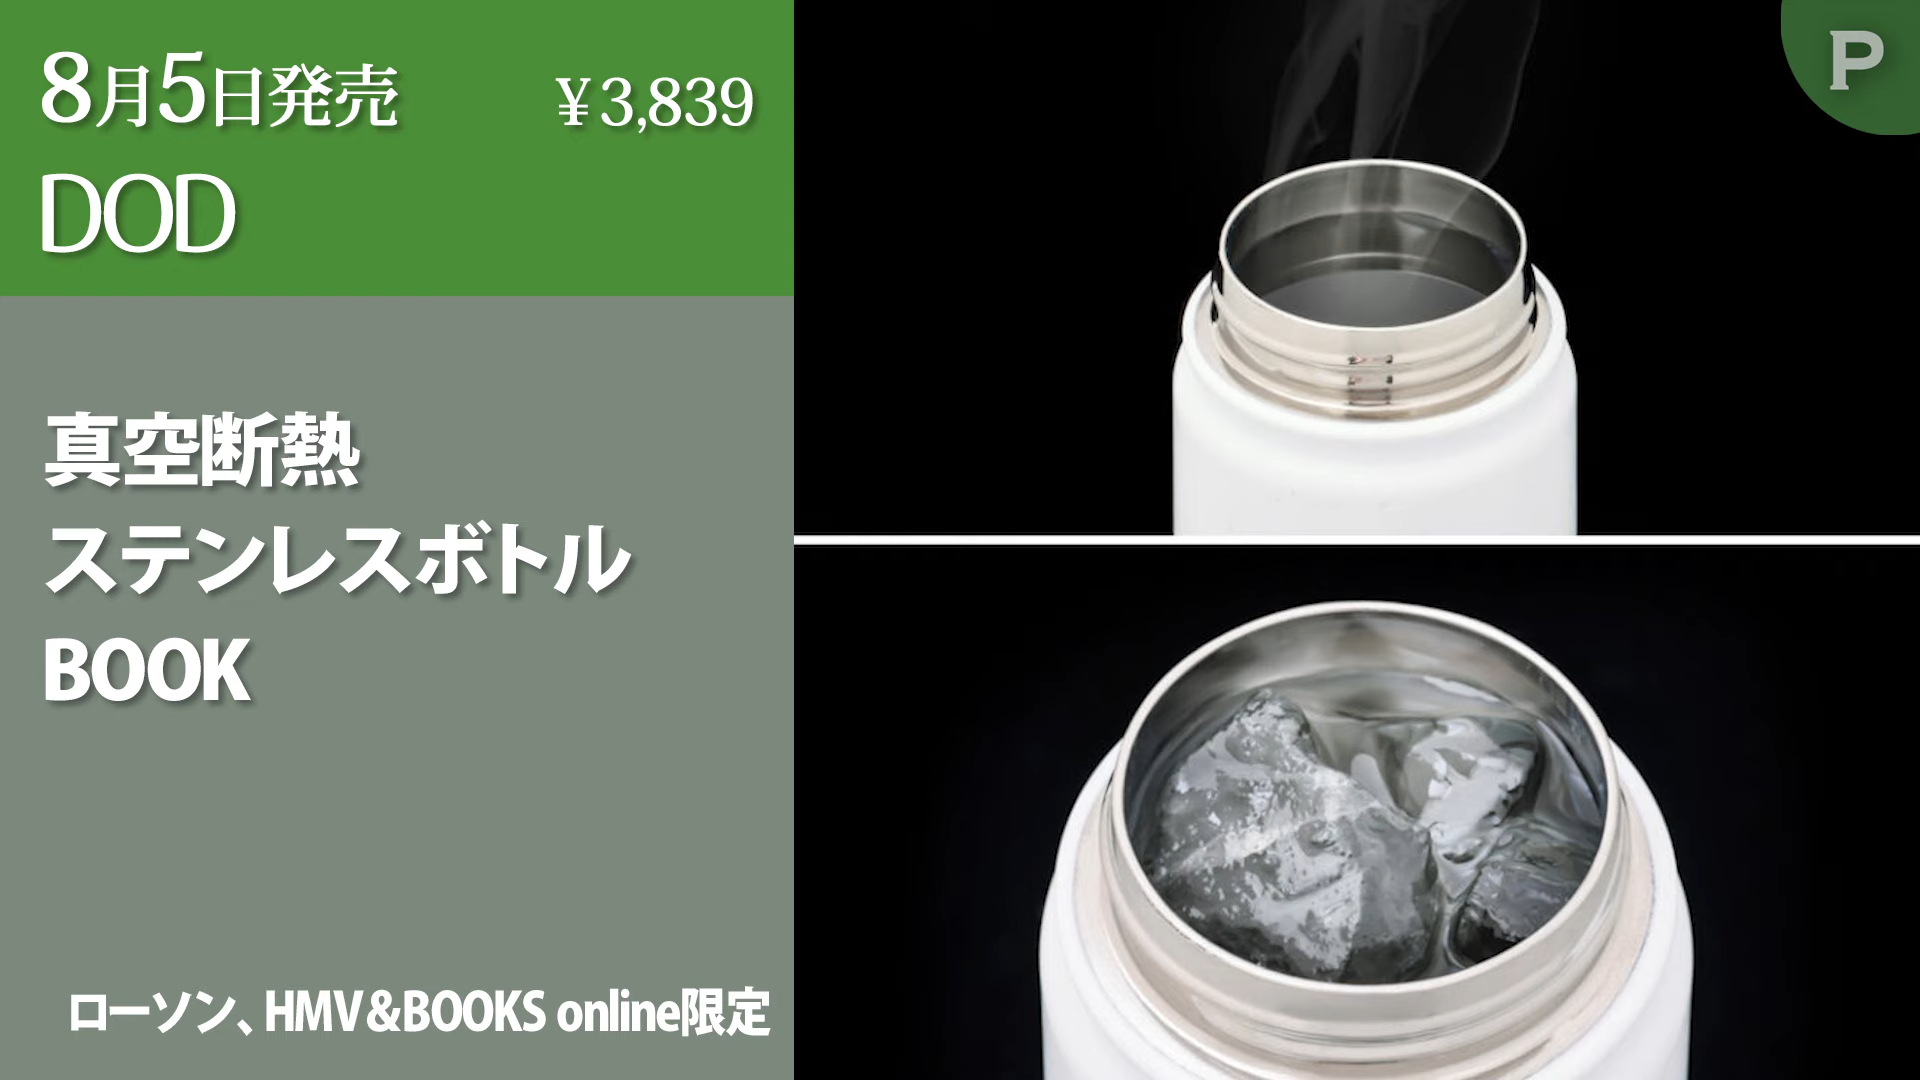 8月5日発売
¥3,839
DOD
真空断熱
ステンレスボトル
BOOK
ローソン、HMV&BOOKS online限定
P